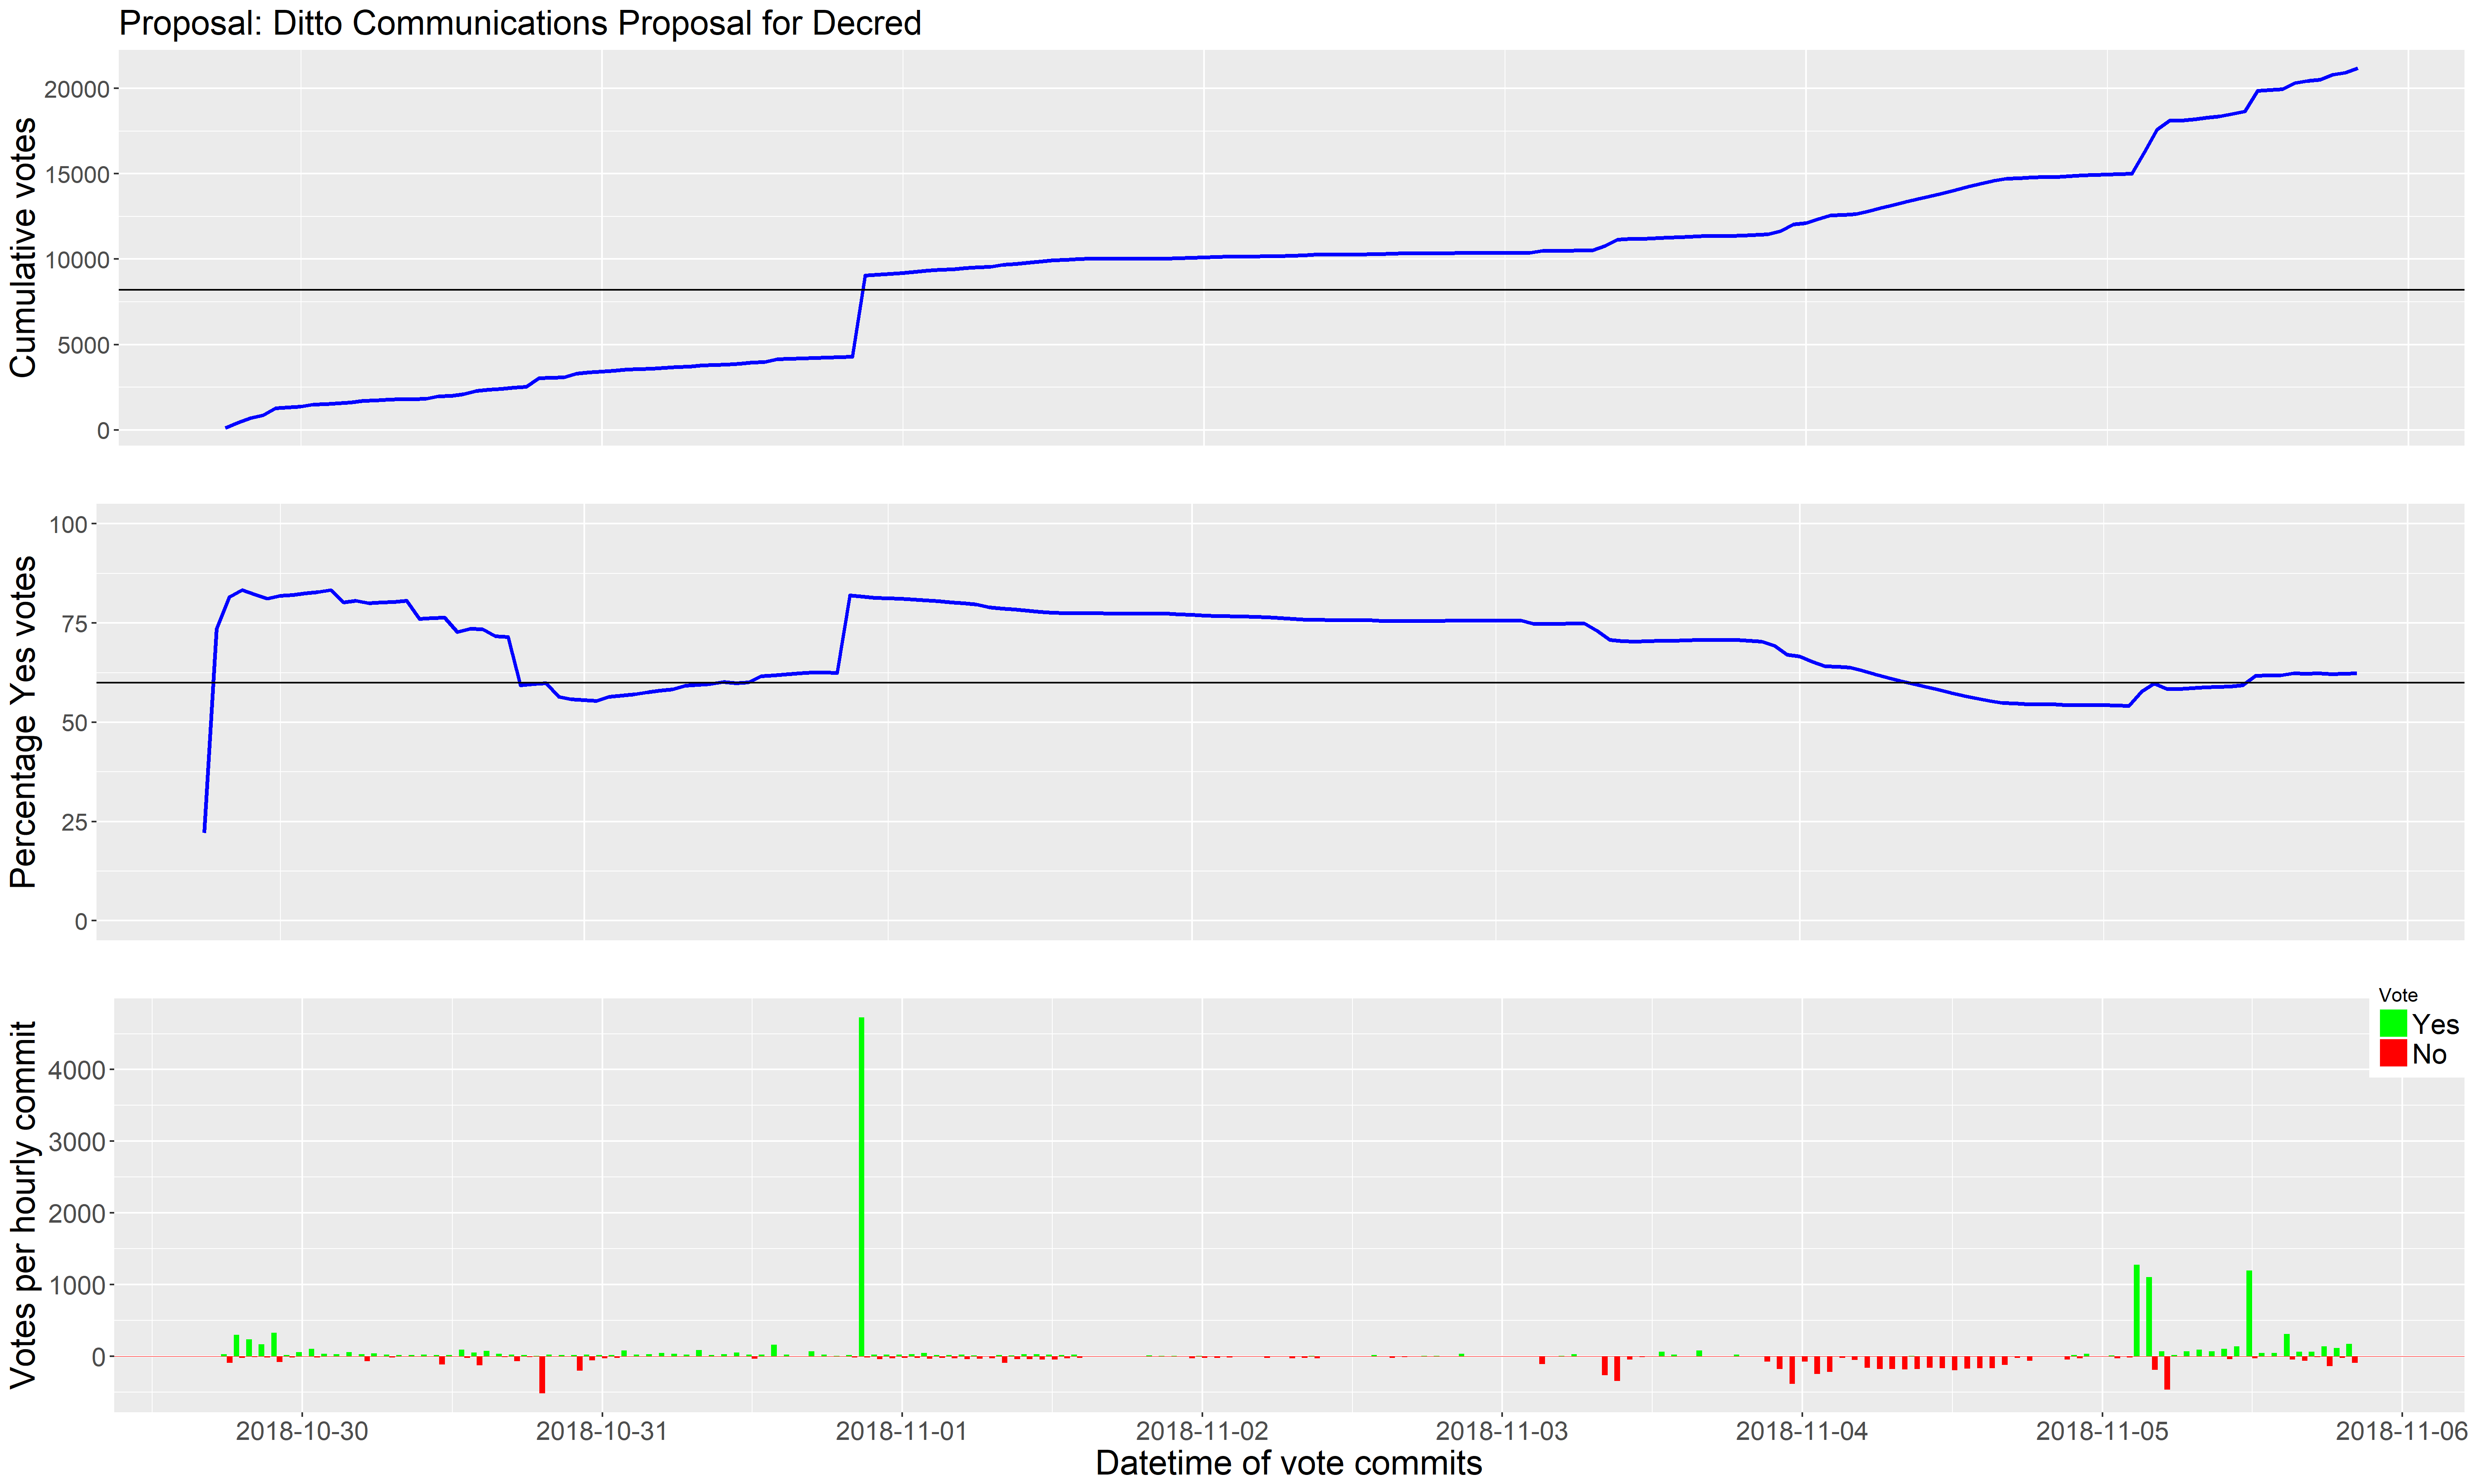 Proposal: Ditto Communications Proposal for Decred
Cumulative votes
20000
15000
10000
5000
0
Percentage Yes votes
100
75
50
25
0
Votes per hourly commit
4000
3000
2000
1000
0
Vote
Yes
No
2018-10-30 2018-10-31 2018-11-01 2018-11-02 2018-11-03 2018-11-04 2018-11-05 2018-11-06
Datetime of vote commits